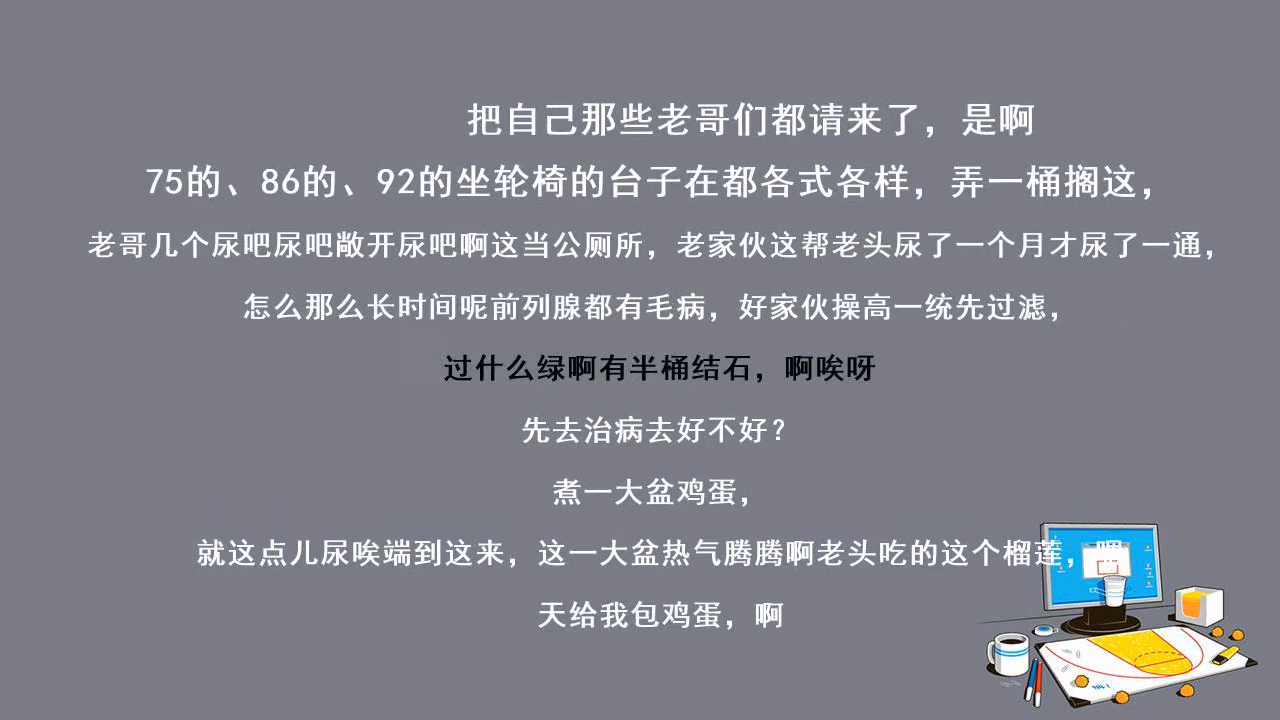 把自己那些老哥们都请来了，是啊
75的、86的、92的坐轮椅的台子在都各式各样，弄一桶搁这，
老哥几个尿吧尿吧敞开尿吧啊这当公厕所，老家伙这帮老头尿了一个月才尿了一通，
怎么那么长时间呢前列腺都有毛病，好家伙操高一统先过滤，
过什么绿啊有半桶结石，啊唉呀
先去治病去好不好？
煮一大盆鸡蛋，
就这点儿尿唉端到这来，这一大盆热气腾腾啊老头吃的这个榴莲，嗯
天给我包鸡蛋，啊